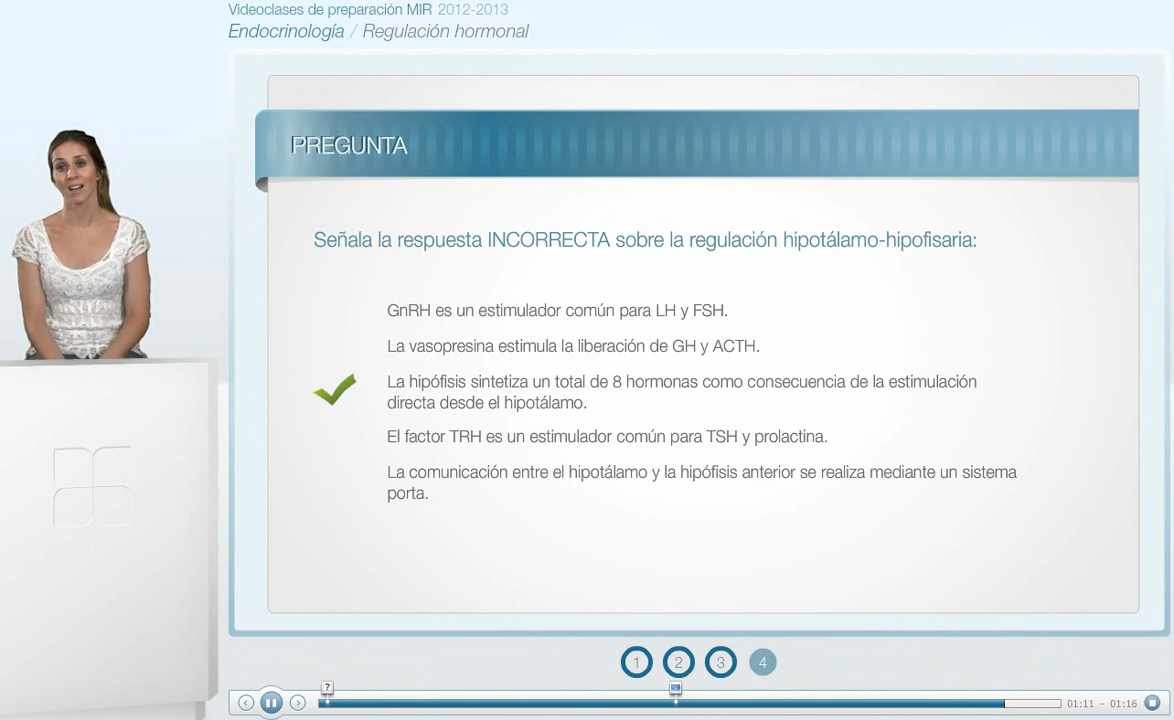 Videoclases de preparación MIR 2012-2013
Endocrinología / Regulación hormonal
PREGUNTA
Señala la respuesta INCORRECTA sobre la regulación hipotálamo-hipofisaria:
GnRH es un estimulador común para LH y FSH.
La vasopresina estimula la liberación de GH y ACTH.
La hipófisis sintetiza un total de 8 hormonas como consecuencia de la estimulación
directa desde el hipotálamo.
El factor TRH es un estimulador común para TSH y prolactina.
La comunicación entre el hipotálamo y la hipófisis anterior se realiza mediante un sistema
porta.
1 2 3 4
?
01:11 - 01:16